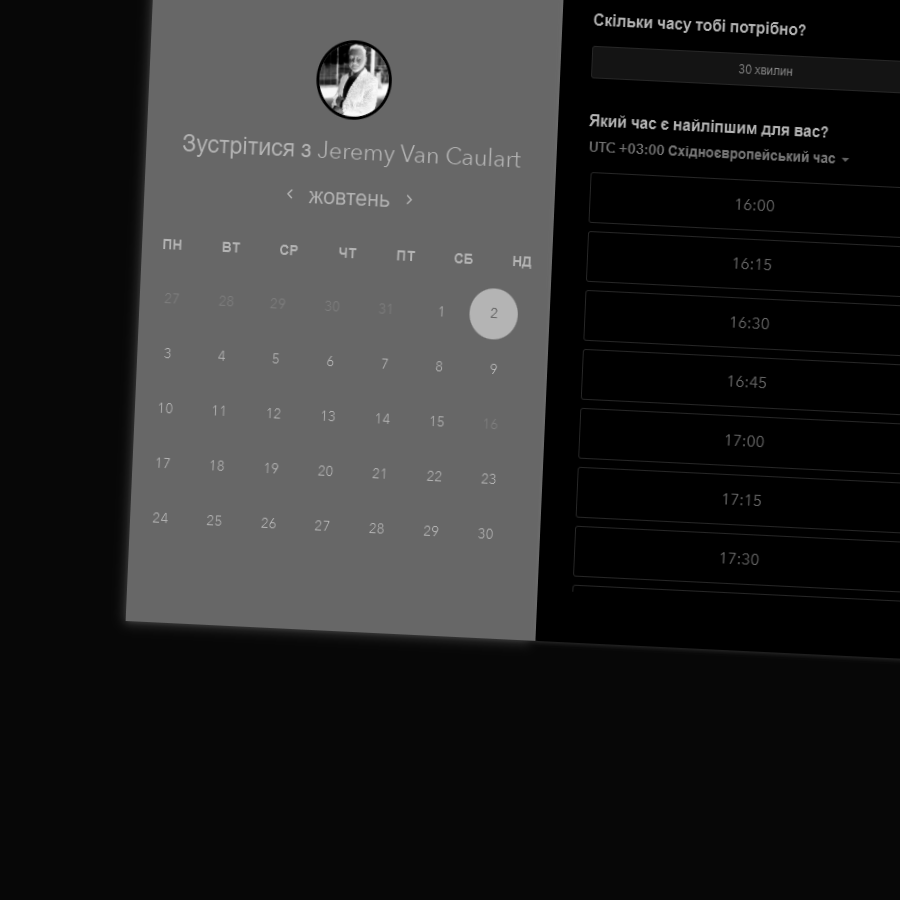 Зустрітися з Jeremy Van Caulart
жовтень
ПН ВТ СР ЧТ ПТ СБ НД
27 28 29 30 31 1 2
3 4 5 6 7 8 9
10 11 12 13 14 15 16
17 18 19 20 21 22 23
24 25 26 27 28 29 30
Скільки часу тобі потрібно?
30 хвилин
Який час є найліпшим для вас?
UTC +03:00 Східноєвропейський час
16:00
16:15
16:30
16:45
17:00
17:15
17:30